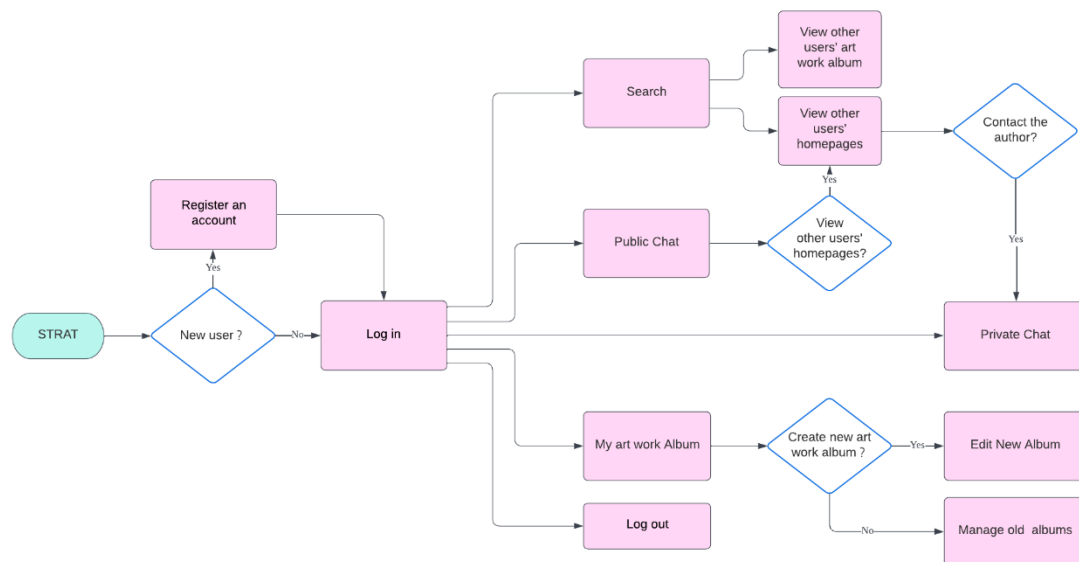 View other
users' art
work album
Search
View other
users'
homepages
Contact the
author?
Yes
Register an
account
Public Chat
View
other users'
homepages?
Yes
Yes
STRAT
New user ?
No
Log in
Private Chat
My art work Album
Create new art
work album ?
Yes
Edit New Album
Log out
No
Manage old albums